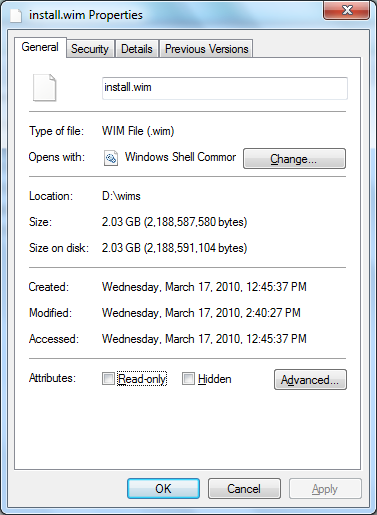 install.wim Properties
General Security Details Previous Versions
install.wim
Type of file: WIM File (.wim)
Opens with: Windows Shell Commor Change...
Location: D:\wims
Size: 2.03 GB (2,188,587,580 bytes)
Size on disk: 2.03 GB (2,188,591,104 bytes)
Created: Wednesday, March 17, 2010, 12:45:37 PM
Modified: Wednesday, March 17, 2010, 2:40:27 PM
Accessed: Wednesday, March 17, 2010, 12:45:37 PM
Attributes: Read-only Hidden Advanced...
OK Cancel Apply